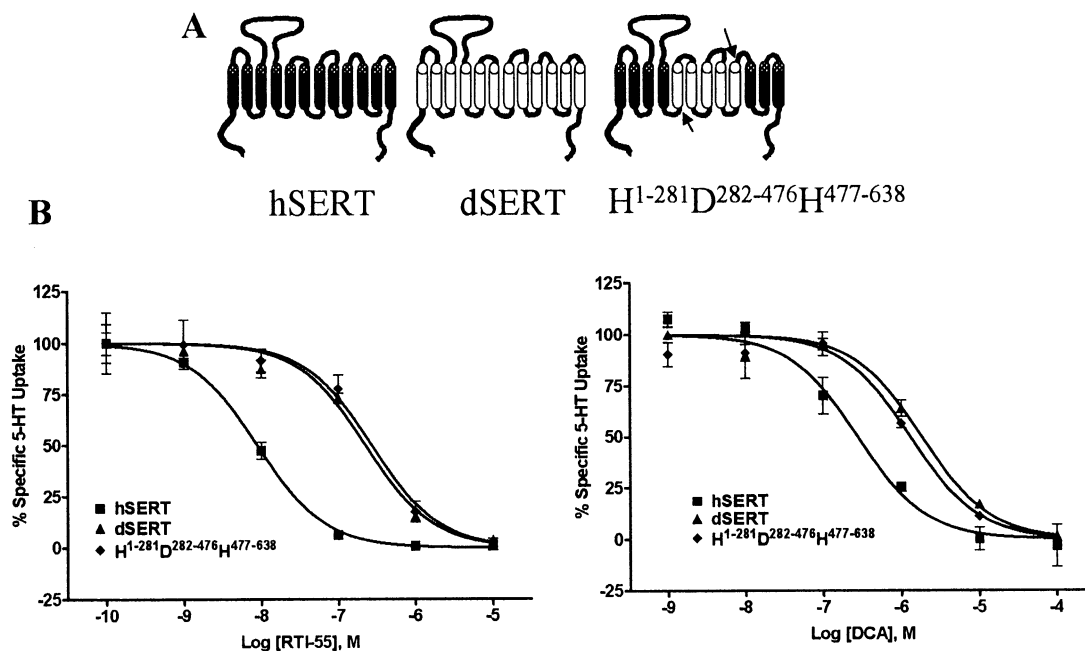 A
hSERT dSERT H1-281D282-476H477-638
B
125
100
75
50
25
0
-25
% Specific 5-HT Uptake
hSERT
dSERT
H1-281D282-476H477-638
-10 -9 -8 -7 -6 -5
Log [RTI-55], M
125
100
75
50
25
0
-25
% Specific 5-HT Uptake
hSERT
dSERT
H1-281D282-476H477-638
-9 -8 -7 -6 -5 -4
Log [DCA], M